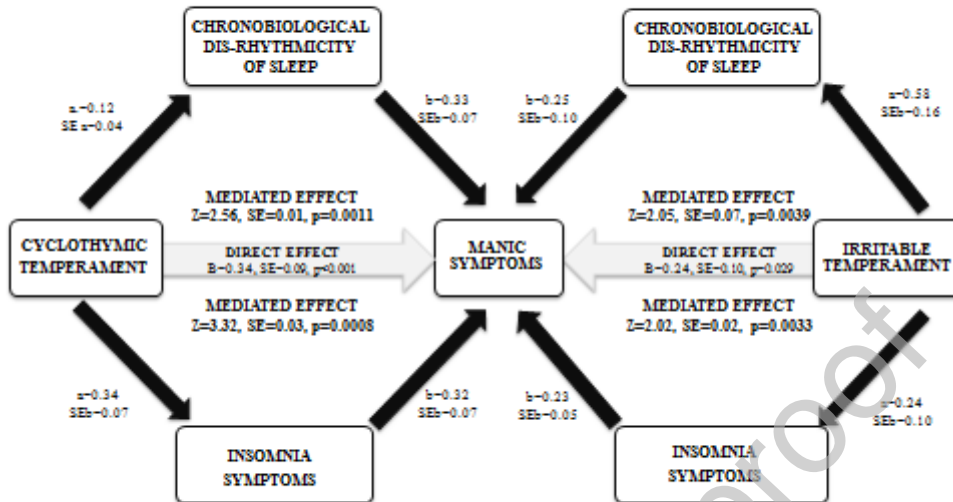 CHRONOBIOLOGICAL
DIS-RHYTHMICITY
OF SLEEP
CHRONOBIOLOGICAL
DIS-RHYTHMICITY
OF SLEEP
a=0.12
SE a=0.04
b=0.33
SEb=0.07
b=0.25
SEb=0.10
a=0.58
SEb=0.16
MEDIATED EFFECT
Z=2.56, SE=0.01, p=0.0011
MEDIATED EFFECT
Z=2.05, SE=0.07, p=0.0039
CYCLOTHYMIC
TEMPERAMENT
DIRECT EFFECT
B=0.34, SE=0.09, p<0.001
MANIC
SYMPTOMS
DIRECT EFFECT
B=0.24, SE=0.10, p=0.029
IRRITABLE
TEMPERAMENT
MEDIATED EFFECT
Z=3.32, SE=0.03, p=0.0008
MEDIATED EFFECT
Z=2.02, SE=0.02, p=0.0033
a=0.34
SEb=0.07
b=0.32
SEb=0.07
b=0.23
SEb=0.05
a=0.24
SEb=0.10
INSOMNIA
SYMPTOMS
INSOMNIA
SYMPTOMS
proof